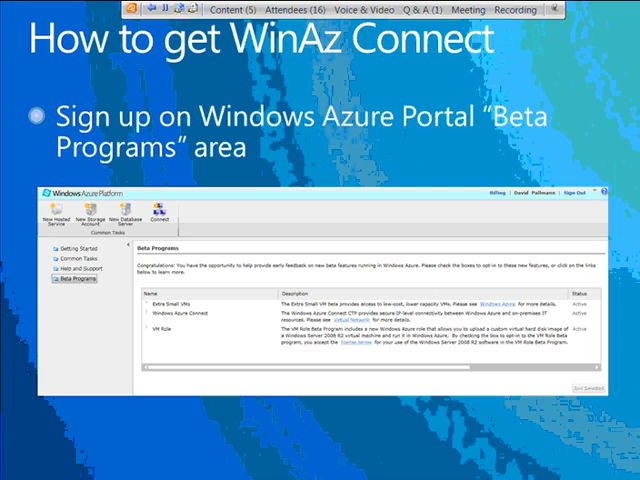 Content (5) Attendees (16) Voice & Video Q & A (1) Meeting Recording
How to get WinAz Connect
Sign up on Windows Azure Portal “Beta
Programs” area
Windows Azure Platform
Billing | David Pallmann | Sign Out
New Hosted Service
New Storage Account
New Database Server
Connect
Common Tasks
Getting Started
Common Tasks
Help and Support
Beta Programs
Beta Programs
Congratulations! You have the opportunity to help provide early feedback on new beta features running in Windows Azure. Please check the boxes to opt-in to these new features, or click on the links
below to learn more.
Name Description Status
Extra Small VMs The Extra Small VM beta provides access to low-cost, lower capacity VMs. Please see Windows Azure for more details. Active
Windows Azure Connect The Windows Azure Connect CTP provides secure IP-level connectivity between Windows Azure and on-premises IT Active
resources. Please see Virtual Network for more details.
VM Role The VM Role Beta Program includes a new Windows Azure role that allows you to upload a custom virtual hard disk image of Active
a Windows Server 2008 R2 virtual machine and run it in Windows Azure. By checking the box to opt-in to the VM Role Beta
program, you accept the license terms for your use of the Windows Server 2008 R2 software in the VM Role Beta Program.
Join Selected